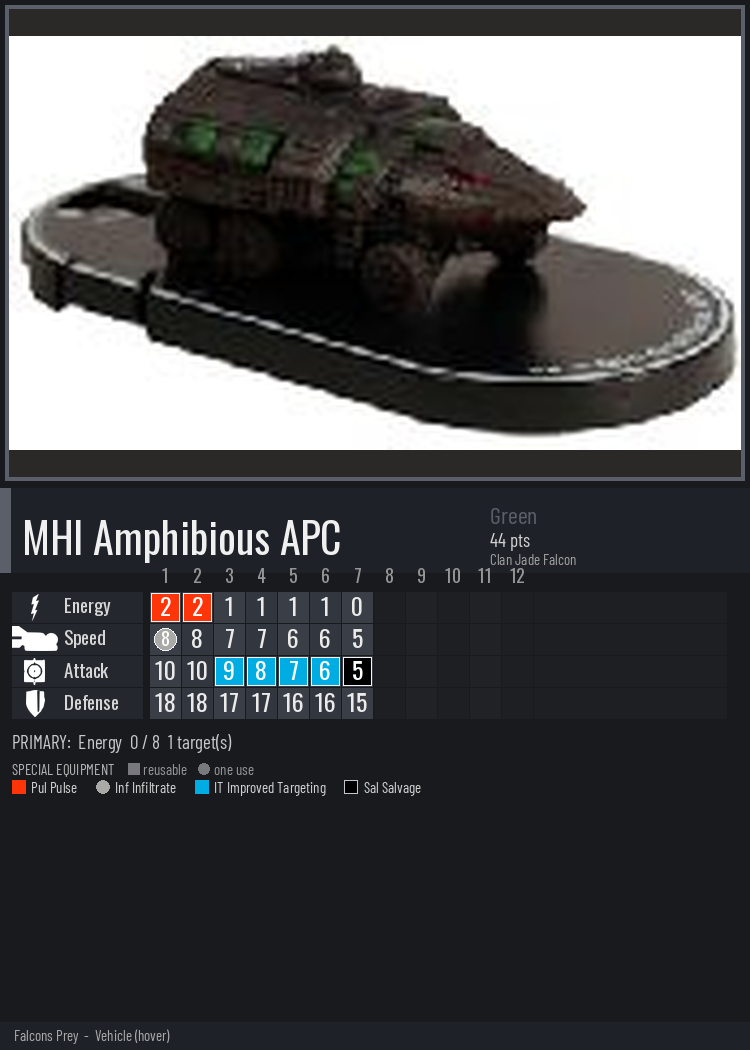 MHI Amphibious APC
Green
44 pts
Clan Jade Falcon
1 2 3 4 5 6 7 8 9 10 11 12
Energy 2 2 1 1 1 1 0
Speed 8 8 7 7 6 6 5
Attack 10 10 9 8 7 6 5
Defense 18 18 17 17 16 16 15
PRIMARY: Energy 0 / 8 1 target(s)
SPECIAL EQUIPMENT reusable one use
Pul Pulse Inf Infiltrate IT Improved Targeting Sal Salvage
Falcons Prey - Vehicle (hover)